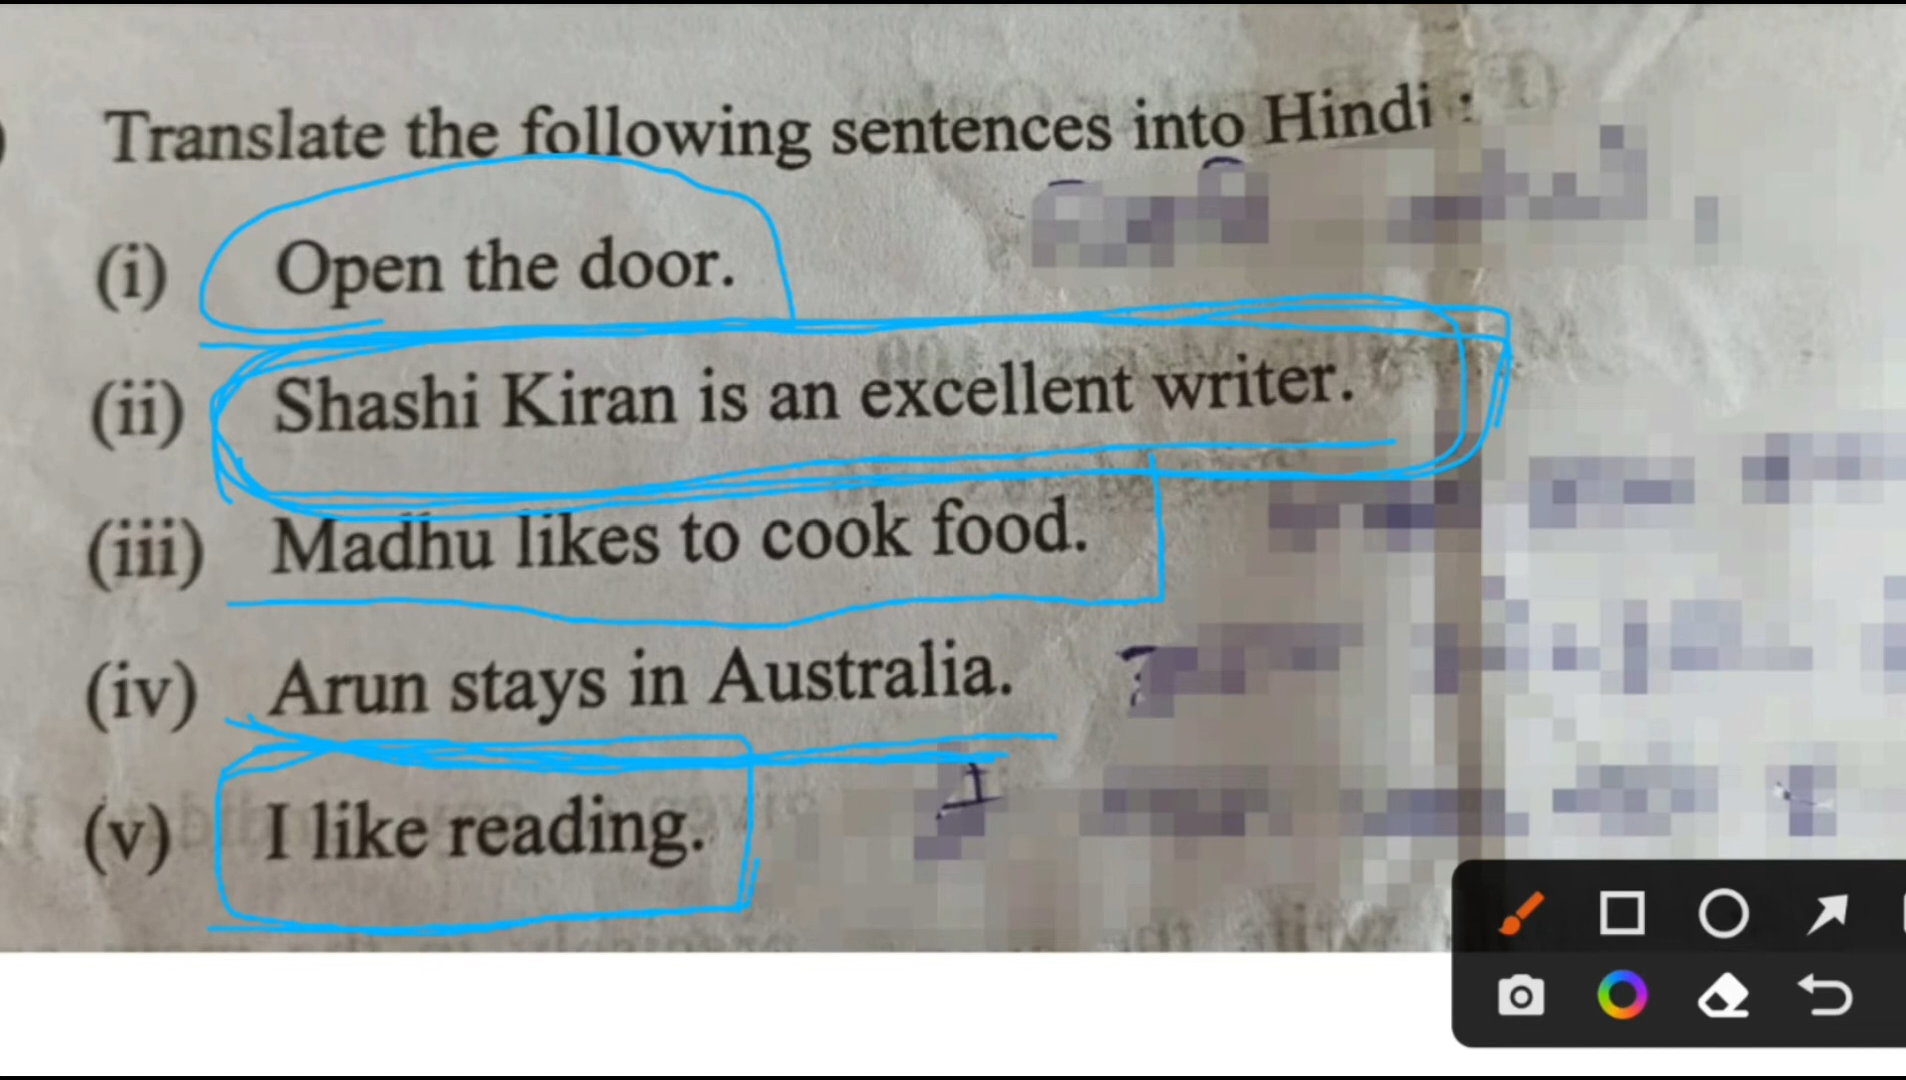 Translate the following sentences into Hindi :
(i) Open the door.
(ii) Shashi Kiran is an excellent writer.
(iii) Madhu likes to cook food.
(iv) Arun stays in Australia.
(v) I like reading.